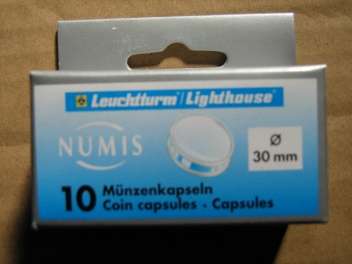 Leuchtturm®/Lighthouse®
NUMIS
Ø
30 mm
10 Münzenkapseln
Coin capsules - Capsules